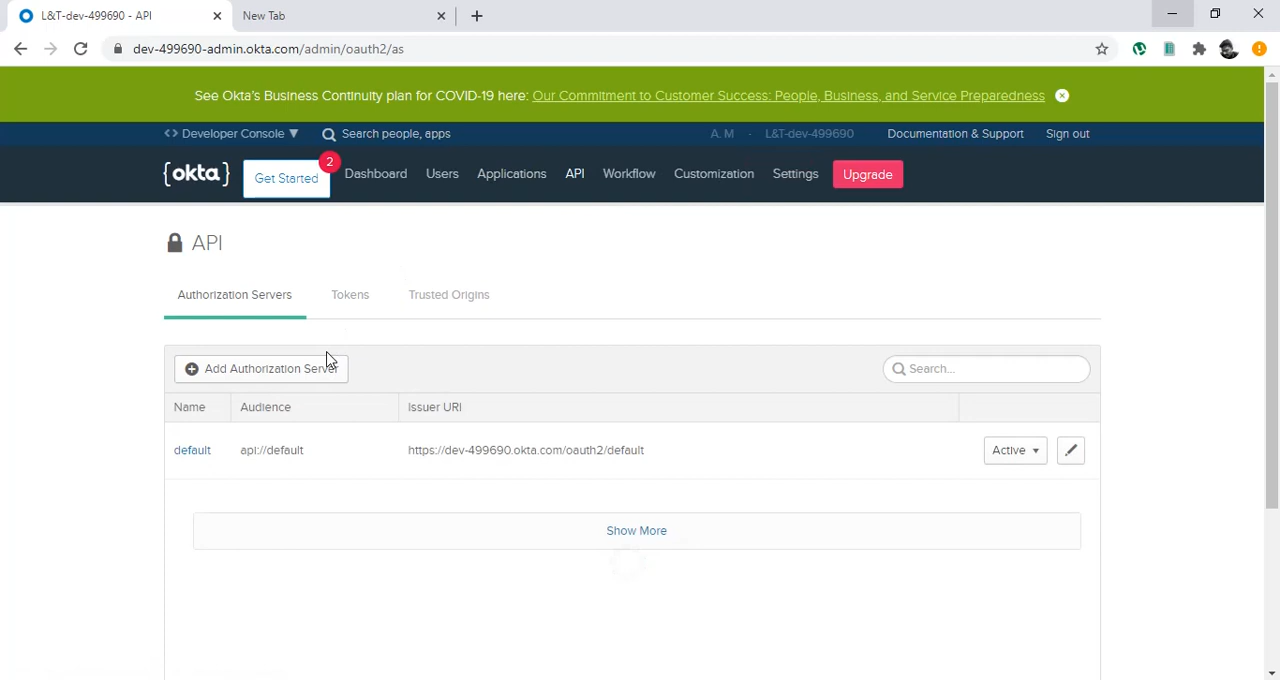 L&T-dev-499690 - API
New Tab
dev-499690-admin.okta.com/admin/oauth2/as
See Okta's Business Continuity plan for COVID-19 here: Our Commitment to Customer Success: People, Business, and Service Preparedness
<> Developer Console ▼ Search people, apps A. M - L&T-dev-499690 Documentation & Support Sign out
{okta} Get Started 2 Dashboard Users Applications API Workflow Customization Settings Upgrade
API
Authorization Servers Tokens Trusted Origins
Add Authorization Server Search...
Name Audience Issuer URI
default api://default https://dev-499690.okta.com/oauth2/default Active
Show More